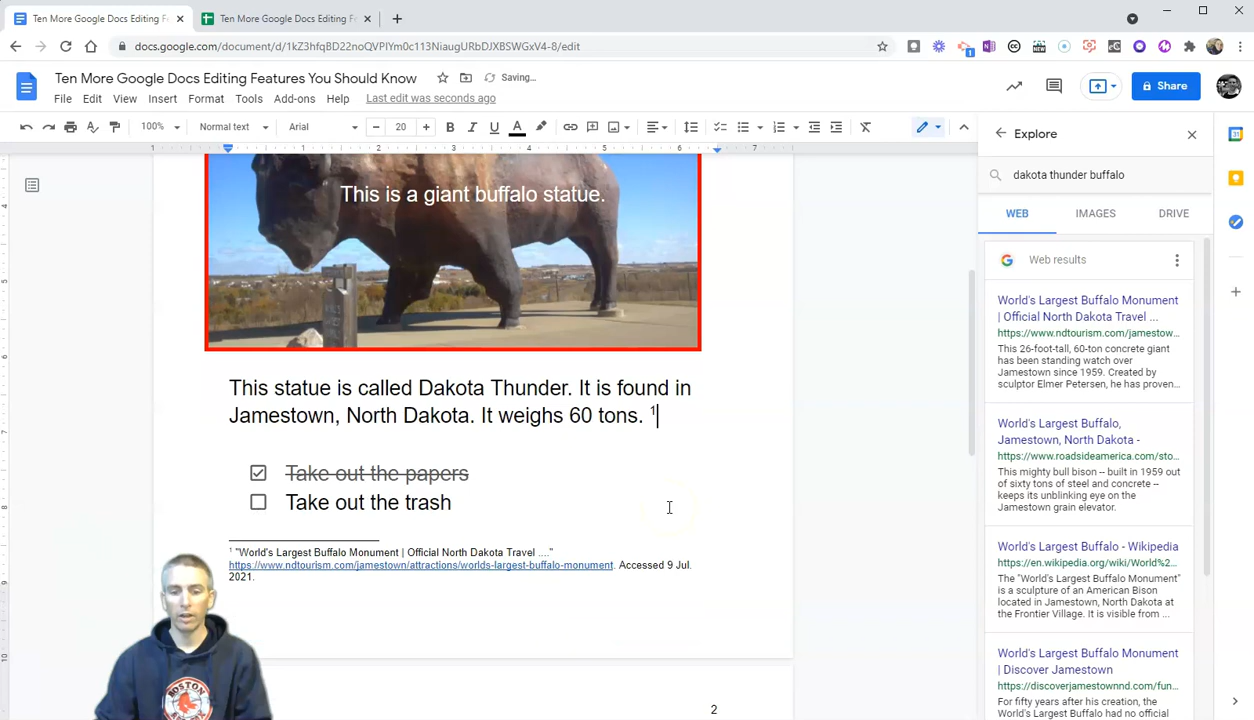 Ten More Google Docs Editing F
Ten More Google Docs Editing Fe
docs.google.com/document/d/1kZ3hfqBD22noQVPIYm0c113NiaugURbDJXBSWGxV4-8/edit
Ten More Google Docs Editing Features You Should Know
Saving...
File Edit View Insert Format Tools Add-ons Help Last edit was seconds ago
Share
100% Normal text Arial 20
Explore
dakota thunder buffalo
WEB IMAGES DRIVE
This is a giant buffalo statue.
This statue is called Dakota Thunder. It is found in
Jamestown, North Dakota. It weighs 60 tons. 1
Take out the papers
Take out the trash
1 "World's Largest Buffalo Monument | Official North Dakota Travel ...."
https://www.ndtourism.com/jamestown/attractions/worlds-largest-buffalo-monument. Accessed 9 Jul.
2021.
2
BOSTON
RED SOX
Web results
World's Largest Buffalo Monument
| Official North Dakota Travel ...
https://www.ndtourism.com/jamestow...
This 26-foot-tall, 60-ton concrete giant
has been standing watch over
Jamestown since 1959. Created by
sculptor Elmer Petersen, he has proven...
World's Largest Buffalo,
Jamestown, North Dakota -
https://www.roadsideamerica.com/sto...
This mighty bull bison -- built in 1959 out
of sixty tons of steel and concrete --
keeps its unblinking eye on the
Jamestown grain elevator.
World's Largest Buffalo - Wikipedia
https://en.wikipedia.org/wiki/World%2...
The "World's Largest Buffalo Monument"
is a sculpture of an American Bison
located in Jamestown, North Dakota at
the Frontier Village. It is visible from ...
World's Largest Buffalo Monument
| Discover Jamestown
https://discoverjamestownnd.com/fun...
For fifty years after his creation, the
World's Largest Buffalo had no official